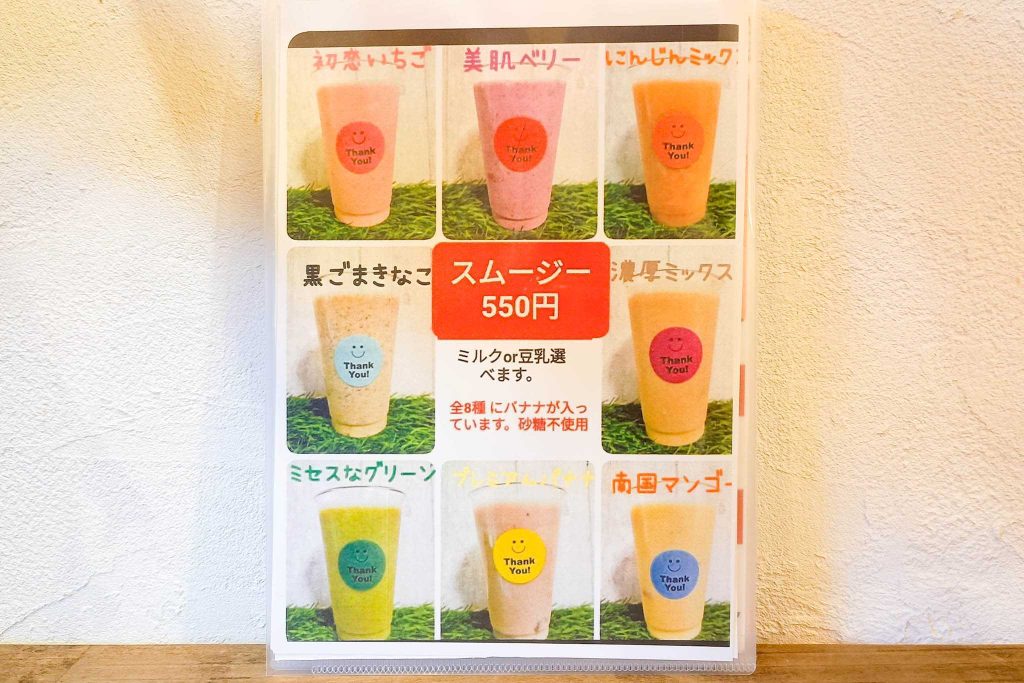 初恋いちご
美肌ベリー
にんじんミックス
Thank
You!
Thank
You!
Thank
You!
黒ごまきなこ
スムージー
550円
濃厚ミックス
Thank
You!
ミルクor豆乳選
べます。
全8種にバナナが入っ
ています。砂糖不使用
Thank
You!
ミセスなグリーン
プレミアムバナナ
南国マンゴー
Thank
You!
Thank
You!
Thank
You!